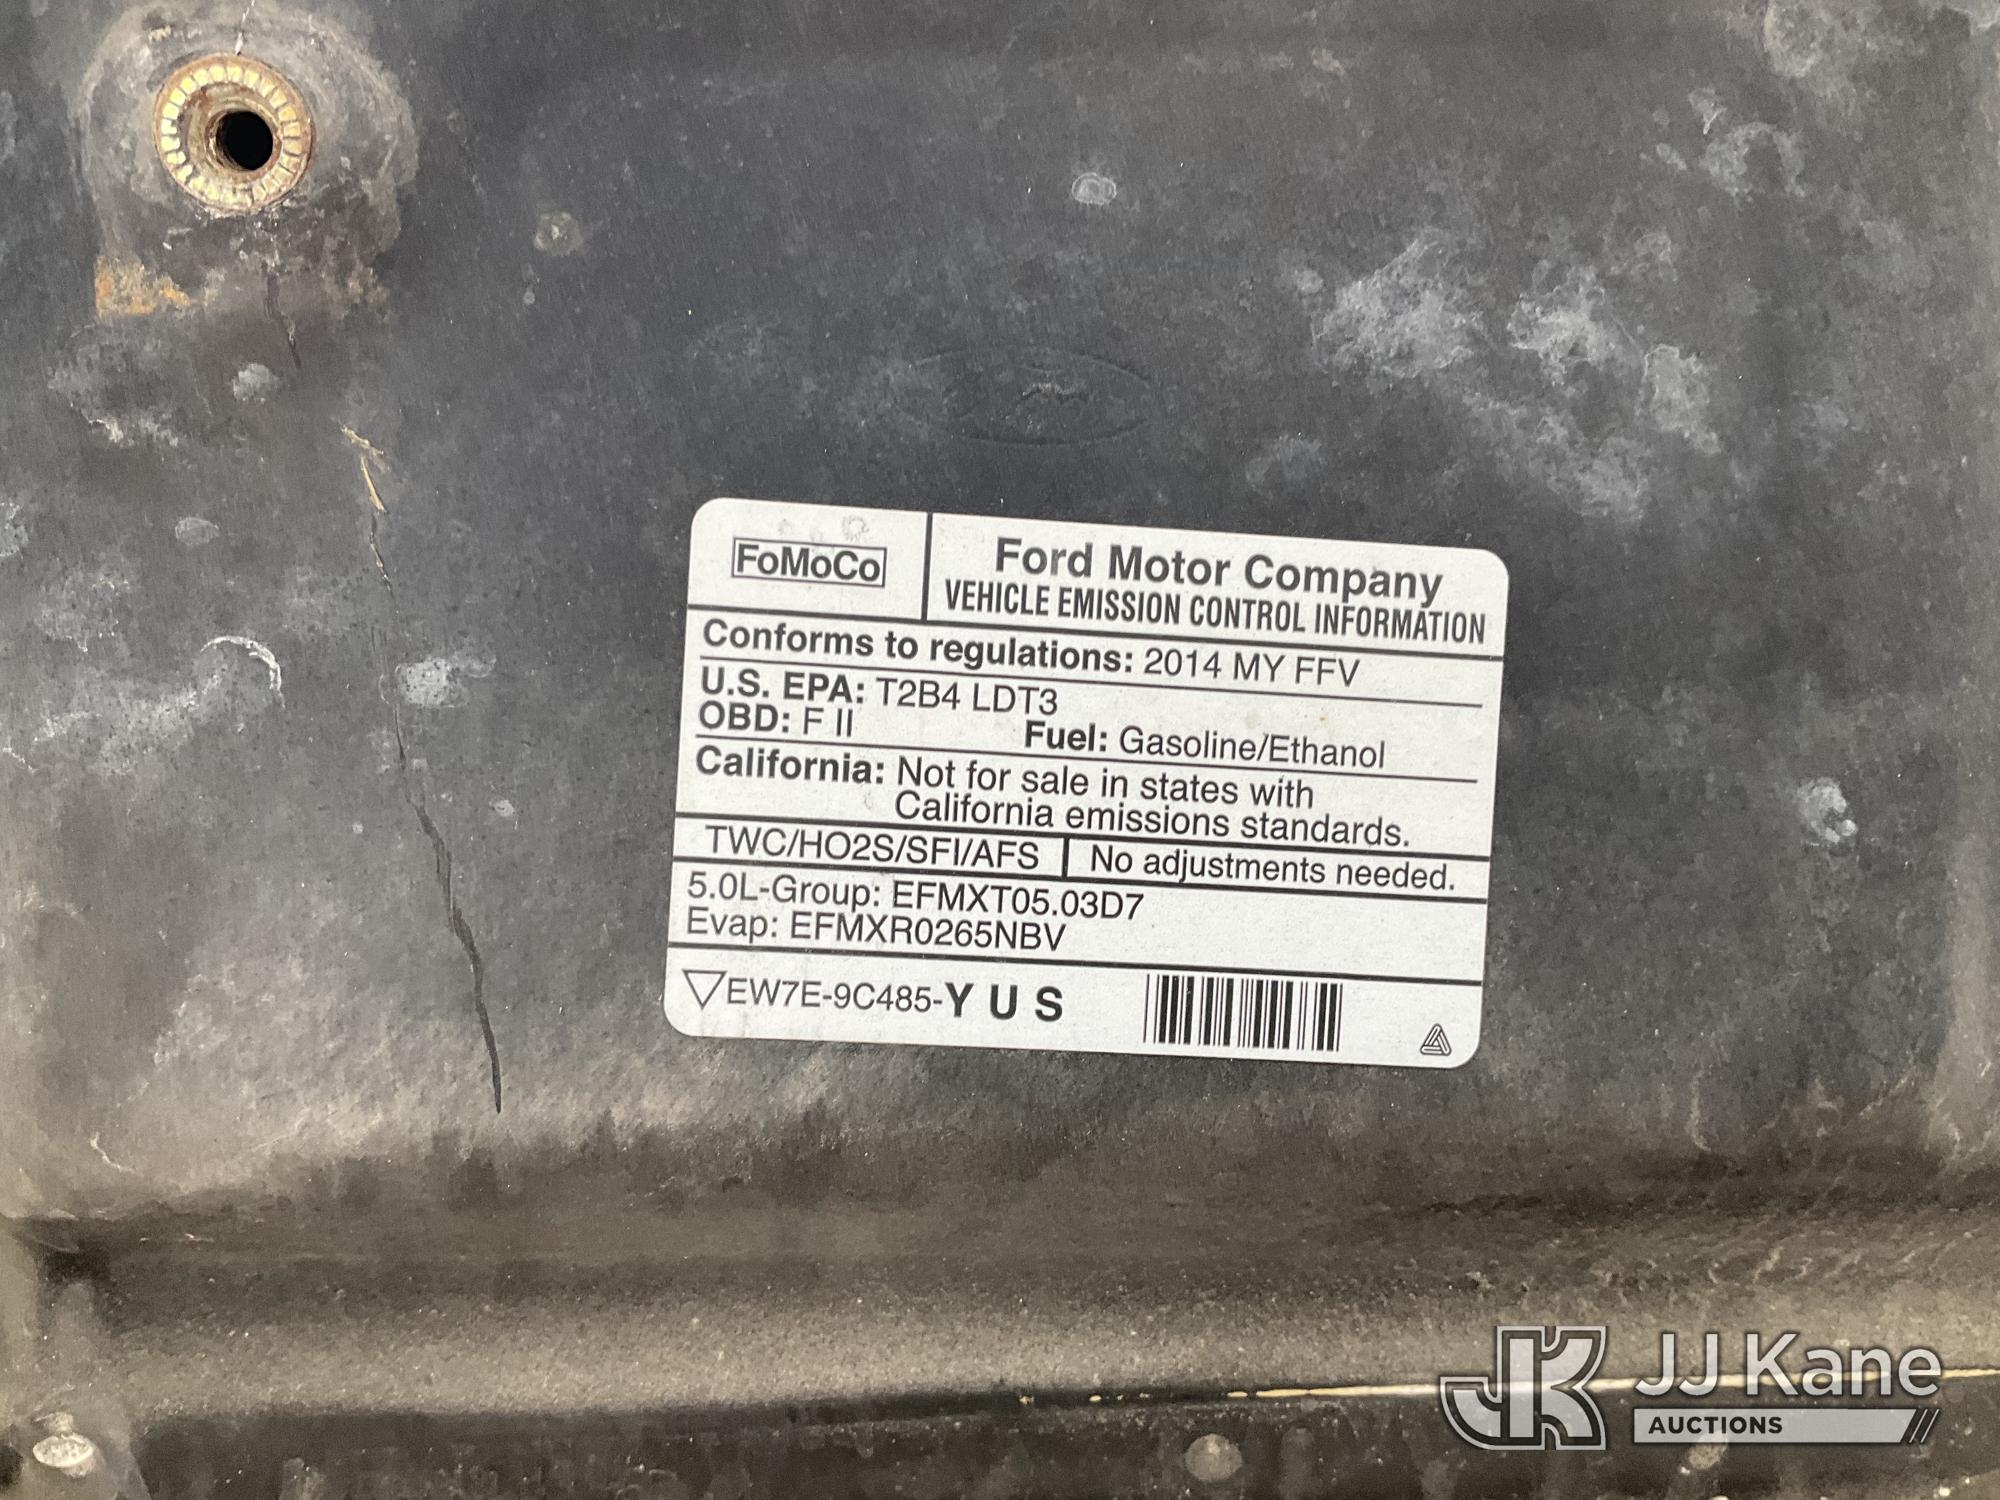 FoMoCo
Ford Motor Company
VEHICLE EMISSION CONTROL INFORMATION
Conforms to regulations: 2014 MY FFV
U.S. EPA: T2B4 LDT3
OBD: F II Fuel: Gasoline/Ethanol
California: Not for sale in states with
California emissions standards.
TWC/HO2S/SFI/AFS No adjustments needed.
5.0L-Group: EFMXT05.03D7
Evap: EFMXR0265NBV
EW7E-9C485-Y U S
JK JJ Kane
AUCTIONS